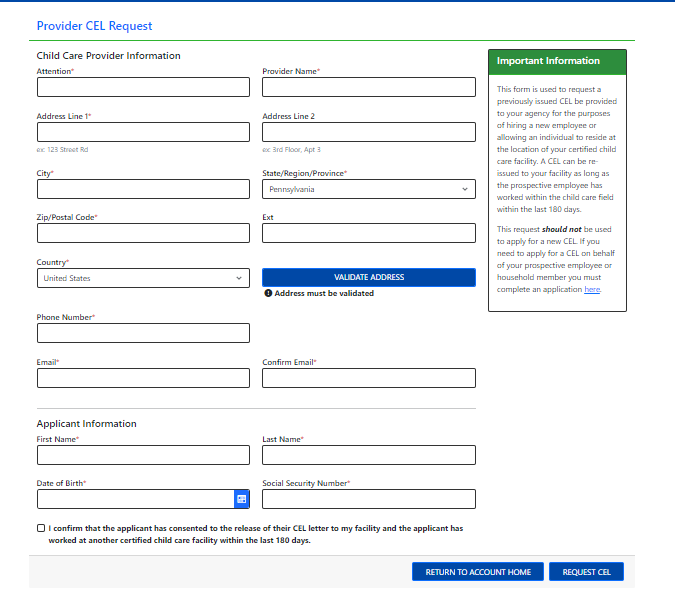 Provider CEL Request
Child Care Provider Information
Attention*
Provider Name*
Address Line 1*
Address Line 2
ex: 123 Street Rd
ex: 3rd Floor, Apt 3
City*
State/Region/Province*
Pennsylvania
Zip/Postal Code*
Ext
Country*
United States
VALIDATE ADDRESS
Address must be validated
Phone Number*
Email*
Confirm Email*
Applicant Information
First Name*
Last Name*
Date of Birth*
Social Security Number*
I confirm that the applicant has consented to the release of their CEL letter to my facility and the applicant has
worked at another certified child care facility within the last 180 days.
Important Information
This form is used to request a
previously issued CEL be provided
to your agency for the purposes
of hiring a new employee or
allowing an individual to reside at
the location of your certified child
care facility. A CEL can be re-
issued to your facility as long as
the prospective employee has
worked within the child care field
within the last 180 days.
This request should not be used
to apply for a new CEL. If you
need to apply for a CEL on behalf
of your prospective employee or
household member you must
complete an application here.
RETURN TO ACCOUNT HOME
REQUEST CEL